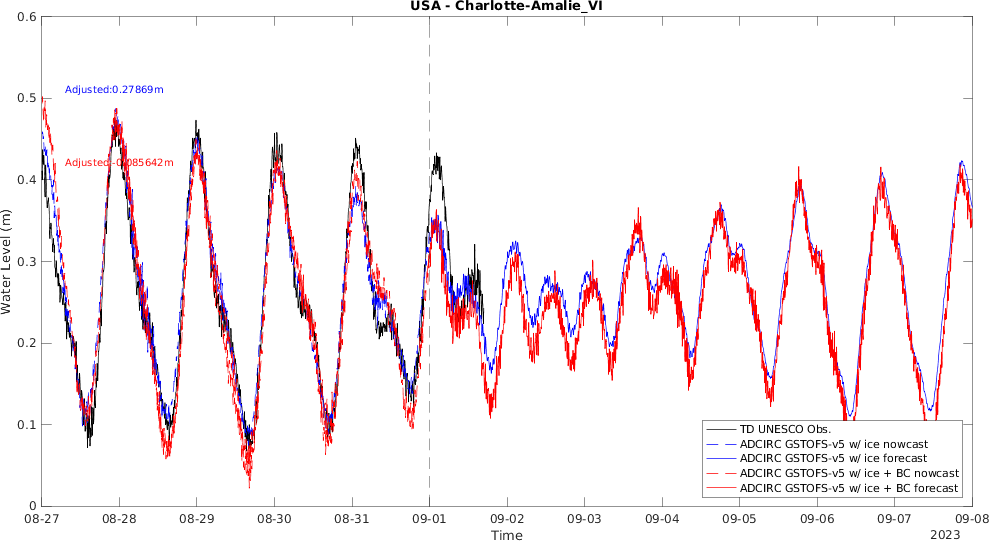 USA - Charlotte-Amalie_VI
0.6
0.5
0.4
0.3
0.2
0.1
0
Water Level (m)
Adjusted:0.27869m
Adjusted:-0.085642m
TD UNESCO Obs.
ADCIRC GSTOFS-v5 w/ ice nowcast
ADCIRC GSTOFS-v5 w/ ice forecast
ADCIRC GSTOFS-v5 w/ ice + BC nowcast
ADCIRC GSTOFS-v5 w/ ice + BC forecast
08-27 08-28 08-29 08-30 08-31 09-01 09-02 09-03 09-04 09-05 09-06 09-07 09-08
Time
2023